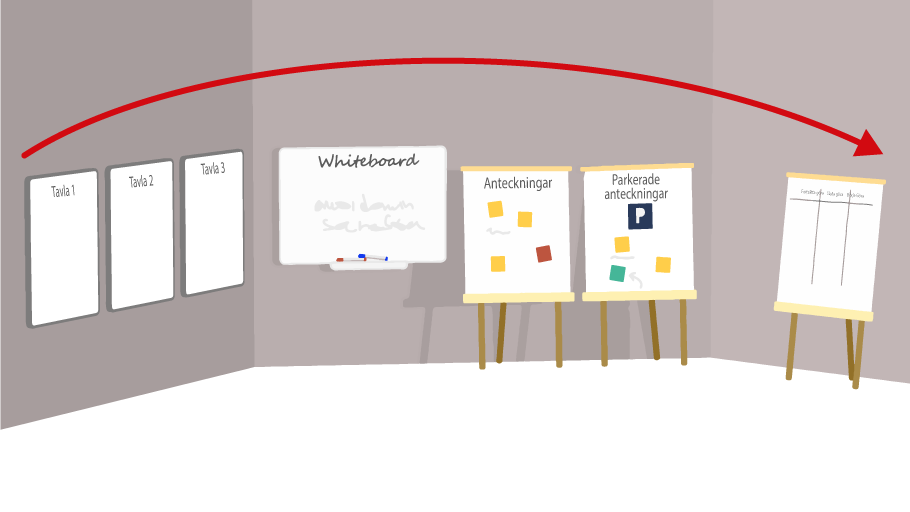 Tavla 1
Tavla 2
Tavla 3
Whiteboard
Anteckningar
Parkerade
anteckningar
P